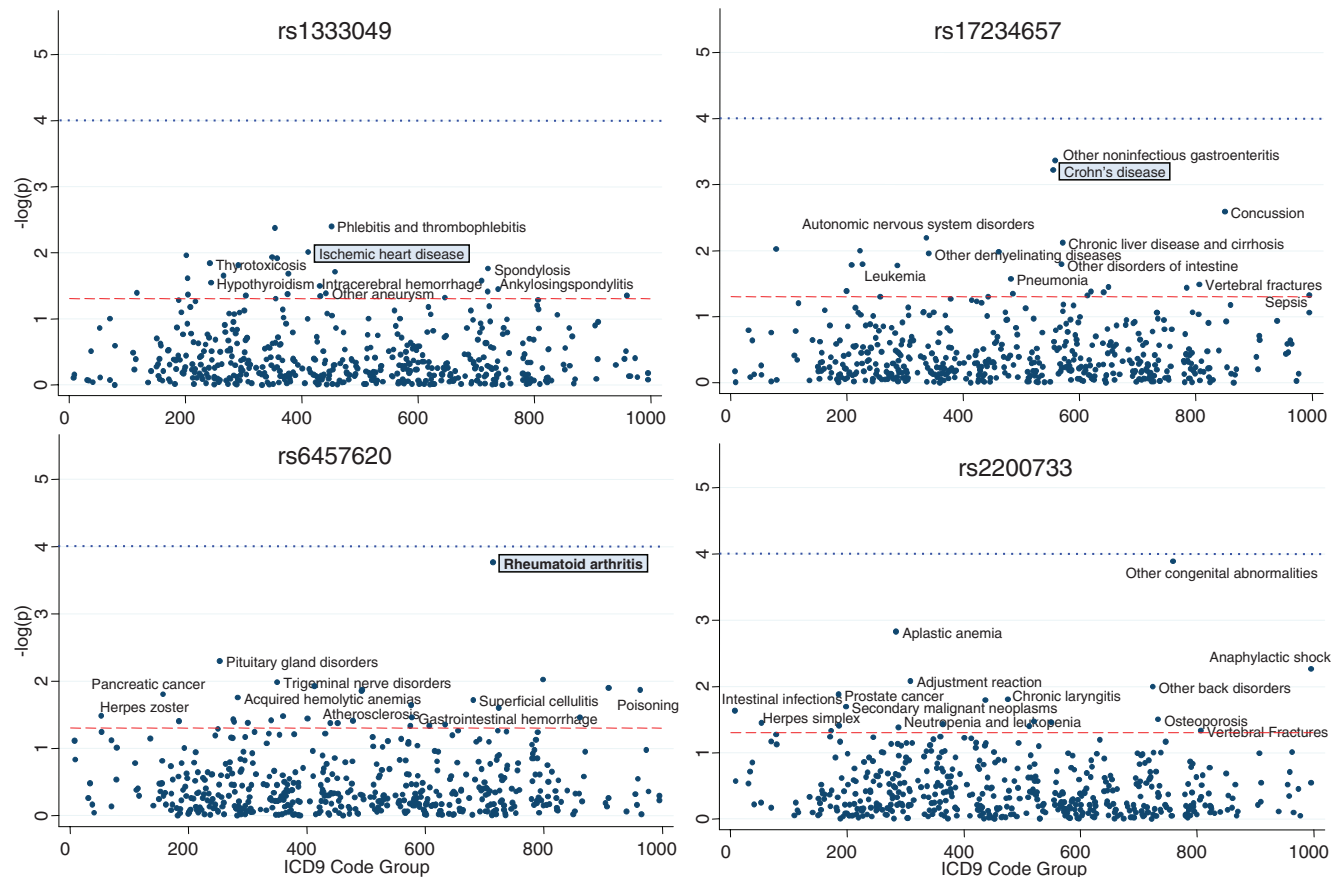 rs1333049
5
4
3
2
1
0
-log(p)
Phlebitis and thrombophlebitis
Ischemic heart disease
Thyrotoxicosis
Spondylosis
Hypothyroidism
Intracerebral hemorrhage
Ankylosingspondylitis
Other aneurysm
0 200 400 600 800 1000
rs17234657
5
4
3
2
1
0
Other noninfectious gastroenteritis
Crohn's disease
Concussion
Autonomic nervous system disorders
Chronic liver disease and cirrhosis
Other demyelinating diseases
Other disorders of intestine
Leukemia
Pneumonia
Vertebral fractures
Sepsis
0 200 400 600 800 1000
rs6457620
5
4
3
2
1
0
-log(p)
Rheumatoid arthritis
Pituitary gland disorders
Pancreatic cancer
Trigeminal nerve disorders
Acquired hemolytic anemias
Superficial cellulitis
Poisoning
Herpes zoster
Atherosclerosis
Gastrointestinal hemorrhage
0 200 400 600 800 1000
ICD9 Code Group
rs2200733
5
4
3
2
1
0
Other congenital abnormalities
Aplastic anemia
Anaphylactic shock
Adjustment reaction
Other back disorders
Intestinal infections
Prostate cancer
Chronic laryngitis
Secondary malignant neoplasms
Herpes simplex
Neutropenia and leukopenia
Osteoporosis
Vertebral Fractures
0 200 400 600 800 1000
ICD9 Code Group